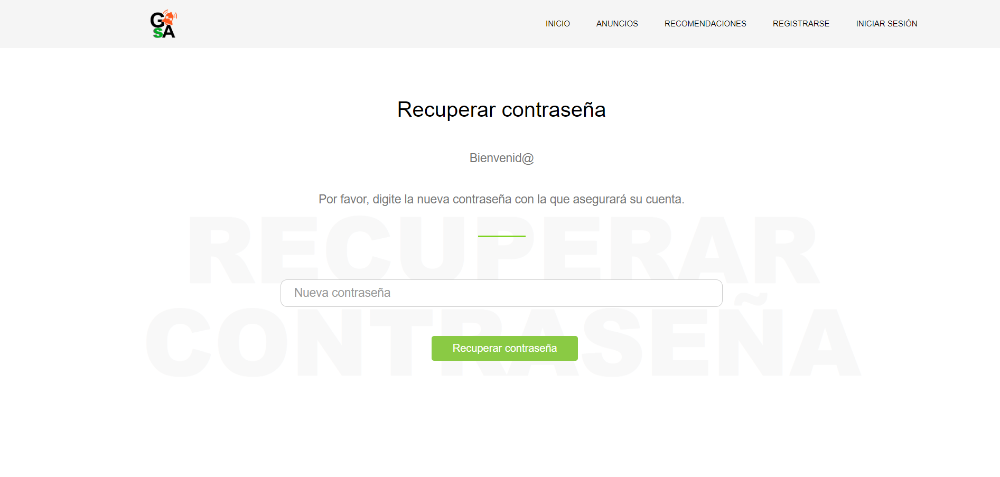 GSA
INICIO ANUNCIOS RECOMENDACIONES REGISTRARSE INICIAR SESIÓN
Recuperar contraseña
Bienvenid@
Por favor, digite la nueva contraseña con la que asegurará su cuenta.
RECUPERAR
Nueva contraseña
CONTRASEÑA
Recuperar contraseña